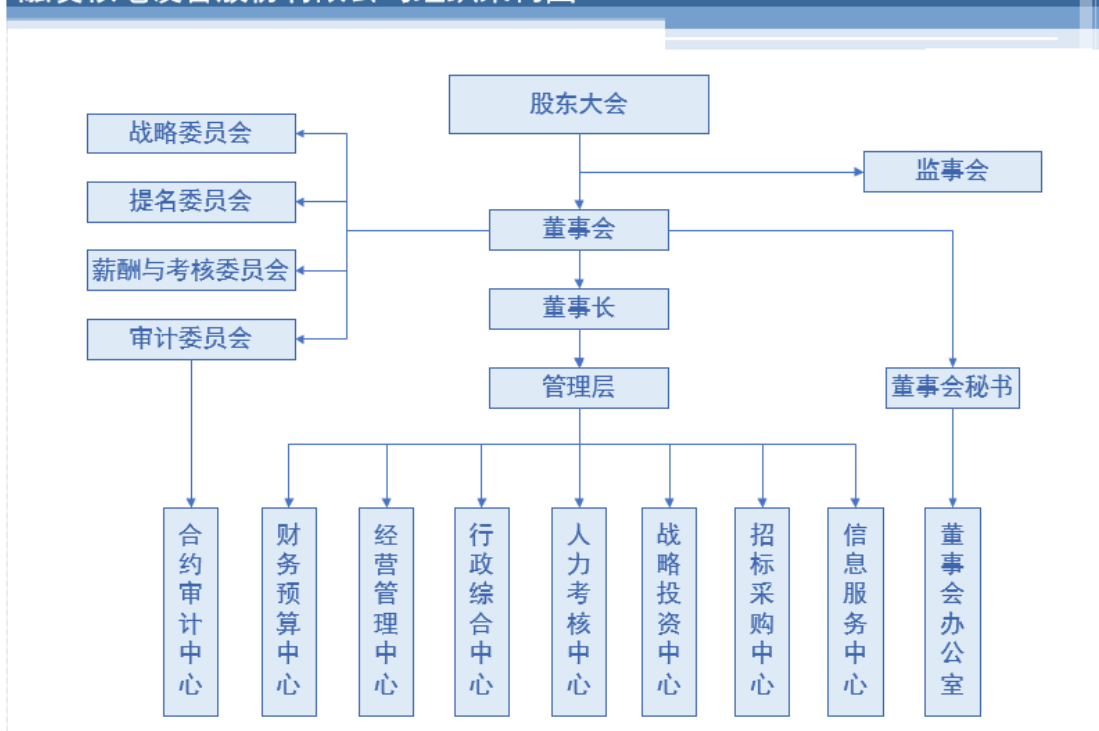 股东大会
战略委员会
监事会
提名委员会
董事会
薪酬与考核委员会
董事长
审计委员会
管理层
董事会秘书
合约审计中心
财务预算中心
经营管理中心
行政综合中心
人力考核中心
战略投资中心
招标采购中心
信息服务中心
董事会办公室